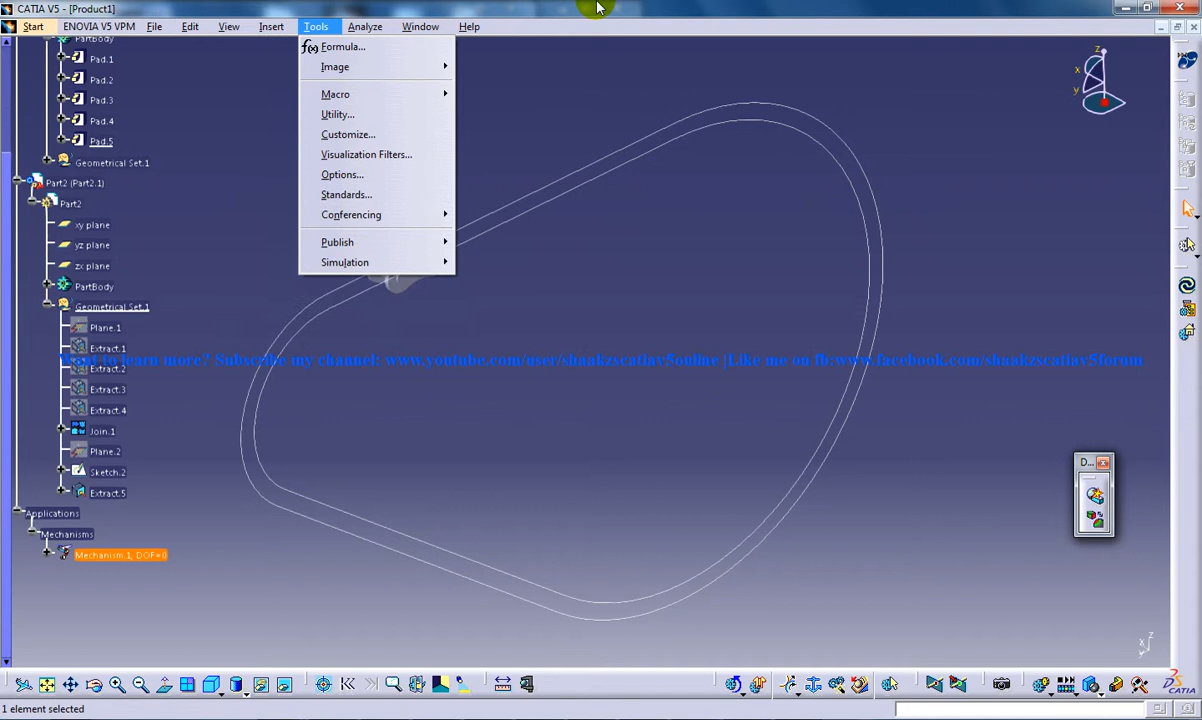 CATIA V5 - [Product1]
Start ENOVIA V5 VPM File Edit View Insert Tools Analyze Window Help
Formula...
Image
Macro
Utility...
Customize...
Visualization Filters...
Options...
Standards...
Conferencing
Publish
Simulation
PartBody
Pad.1
Pad.2
Pad.3
Pad.4
Pad.5
Geometrical Set.1
Part2 (Part2.1)
Part2
xy plane
yz plane
zx plane
PartBody
Geometrical Set.1
Plane.1
Extract.1
Extract.2
Want to learn more? Subscribe my channel: www.youtube.com/user/shaakzscatiav5online |Like me on fb:www.facebook.com/shaakzscatiav5forum
Extract.3
Extract.4
Join.1
Plane.2
Sketch.2
Extract.5
Applications
Mechanisms
Mechanism.1, DOF=0
z
x
y
D...
z
x
y
CATIA
1 element selected